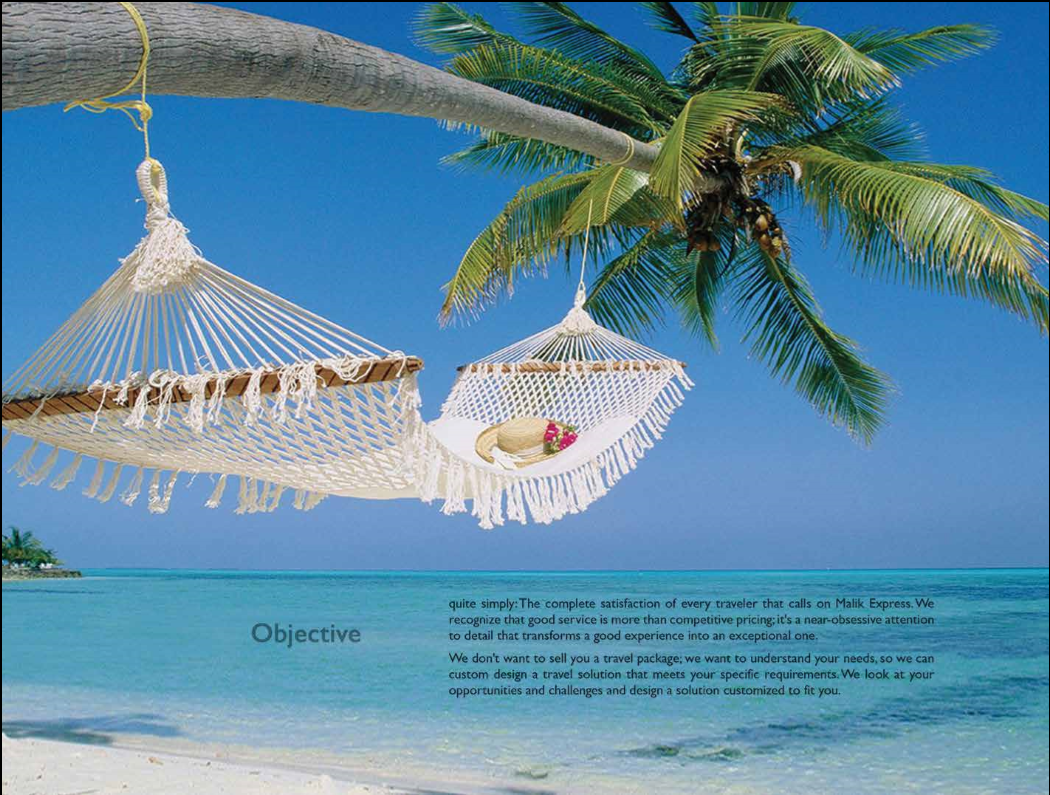 Objective
quite simply: The complete satisfaction of every traveler that calls on Malik Express. We
recognize that good service is more than competitive pricing; it's a near-obsessive attention
to detail that transforms a good experience into an exceptional one.
We don't want to sell you a travel package; we want to understand your needs, so we can
custom design a travel solution that meets your specific requirements. We look at your
opportunities and challenges and design a solution customized to fit you.